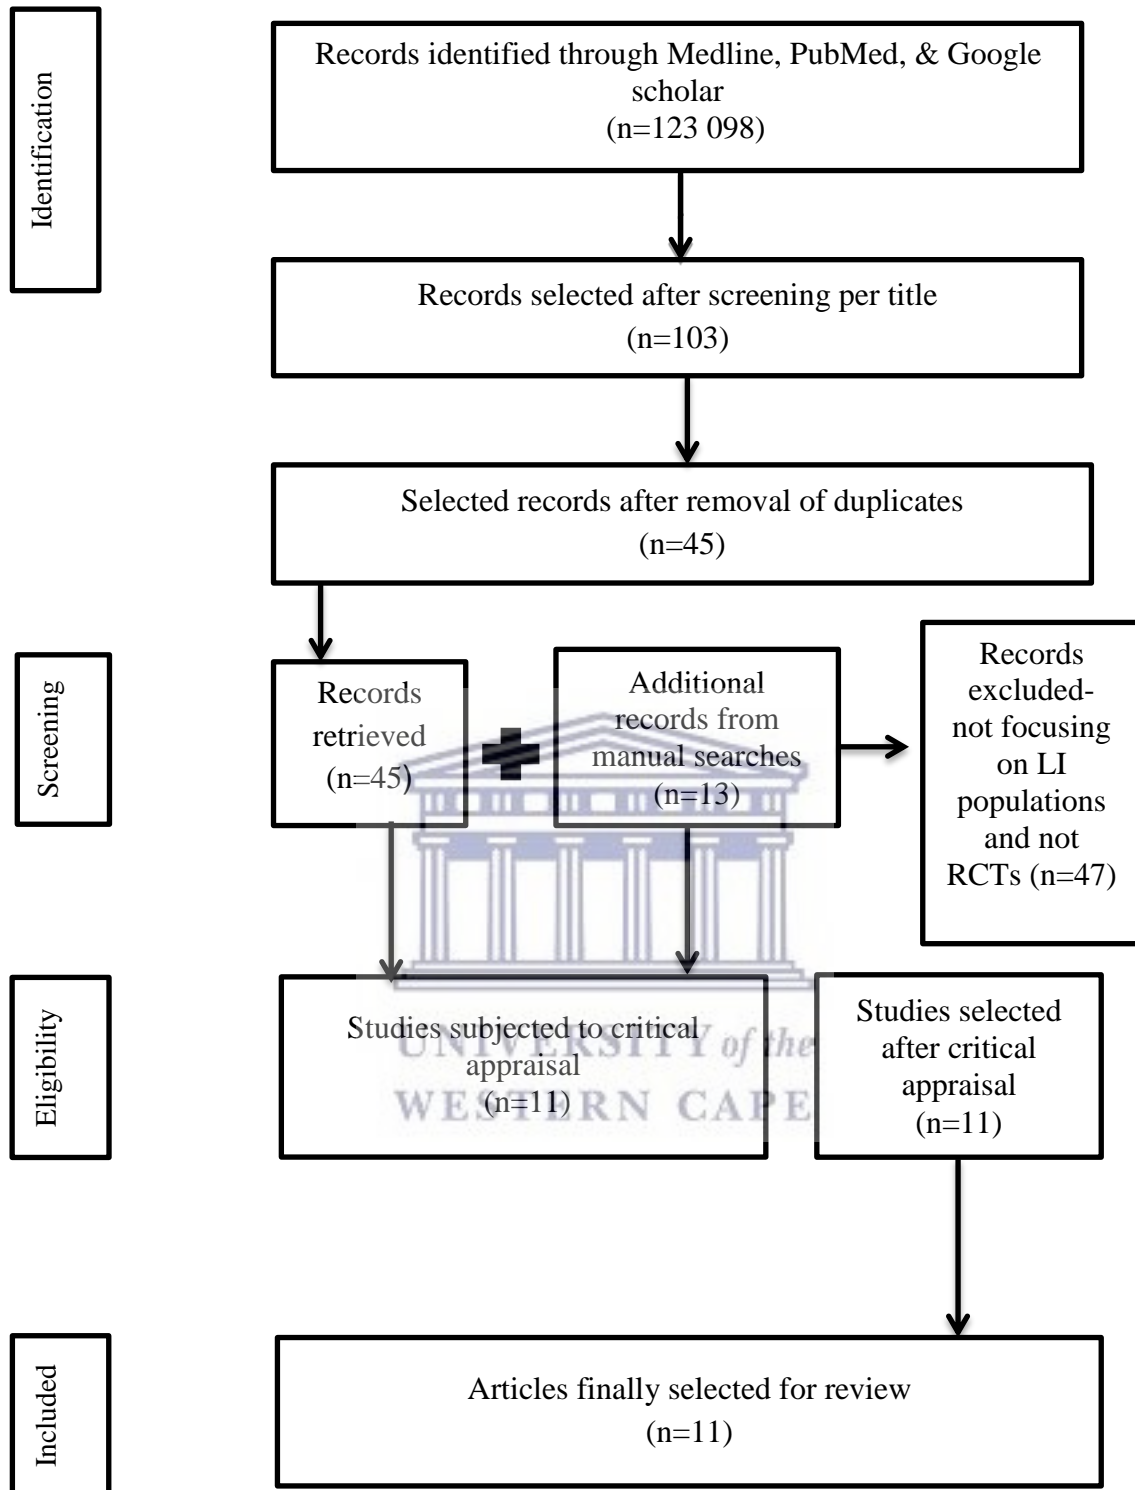 Identification
Records identified through Medline, PubMed, & Google
scholar
(n=123 098)
Records selected after screening per title
(n=103)
Selected records after removal of duplicates
(n=45)
Screening
Records
retrieved
(n=45)
Additional
records from
manual searches
(n=13)
Records
excluded-
not focusing
on LI
populations
and not
RCTs (n=47)
Eligibility
Studies subjected to critical
appraisal
(n=11)
Studies selected
after critical
appraisal
(n=11)
UNIVERSITY of the
WESTERN CAPE
Included
Articles finally selected for review
(n=11)